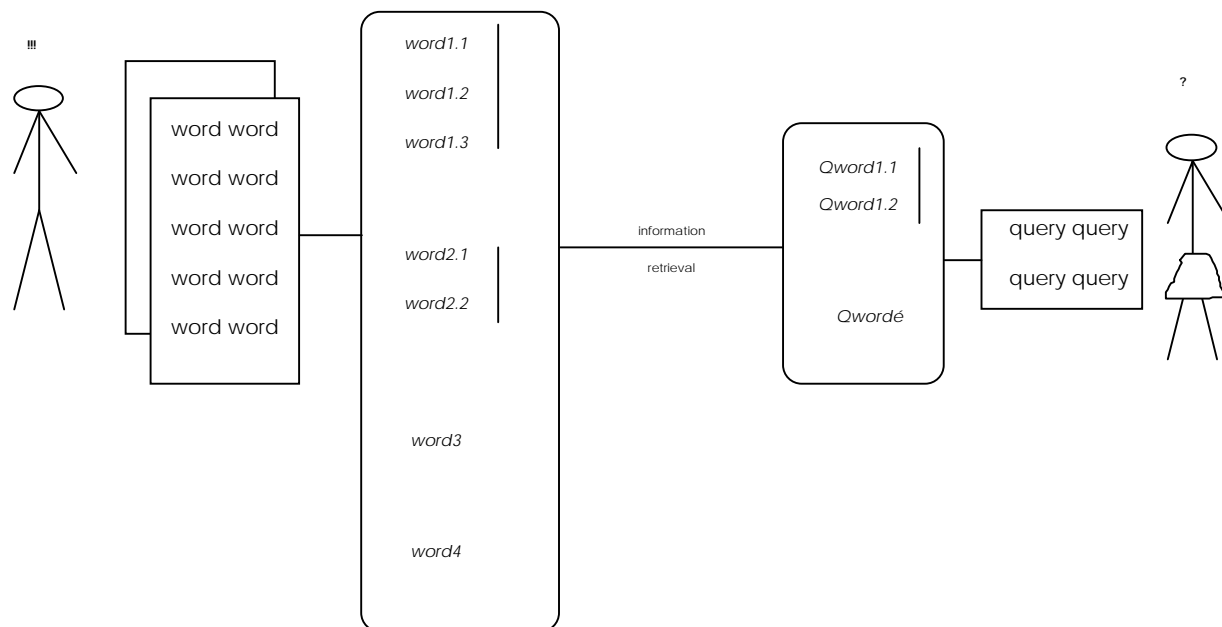 !!!
word word
word word
word word
word word
word word
word1.1
word1.2
word1.3
word2.1
word2.2
word3
word4
information
retrieval
Qword1.1
Qword1.2
Qwordé
query query
query query
?